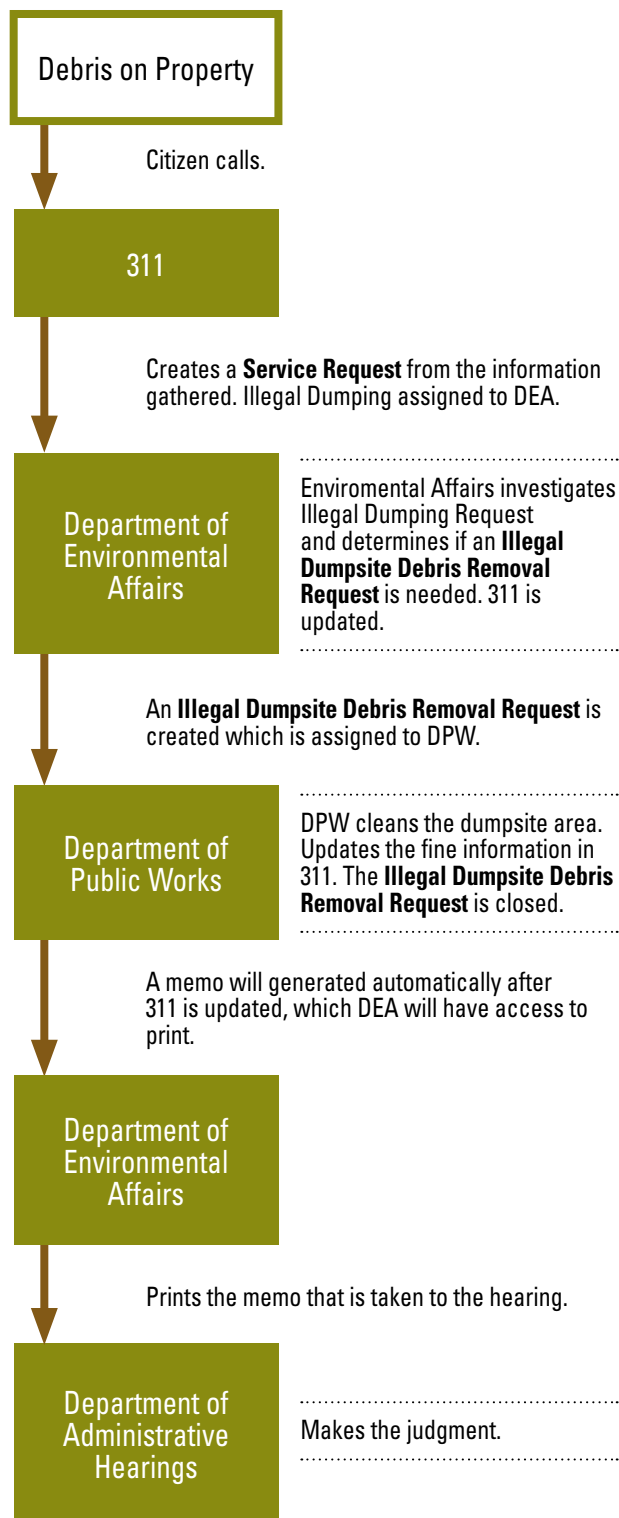 Debris on Property
Citizen calls.
311
Creates a Service Request from the information
gathered. Illegal Dumping assigned to DEA.
Department of
Environmental
Affairs
Enviromental Affairs investigates
Illegal Dumping Request
and determines if an Illegal
Dumpsite Debris Removal
Request is needed. 311 is
updated.
An Illegal Dumpsite Debris Removal Request is
created which is assigned to DPW.
Department of
Public Works
DPW cleans the dumpsite area.
Updates the fine information in
311. The Illegal Dumpsite Debris
Removal Request is closed.
A memo will generated automatically after
311 is updated, which DEA will have access to
print.
Department of
Environmental
Affairs
Prints the memo that is taken to the hearing.
Department of
Administrative
Hearings
Makes the judgment.